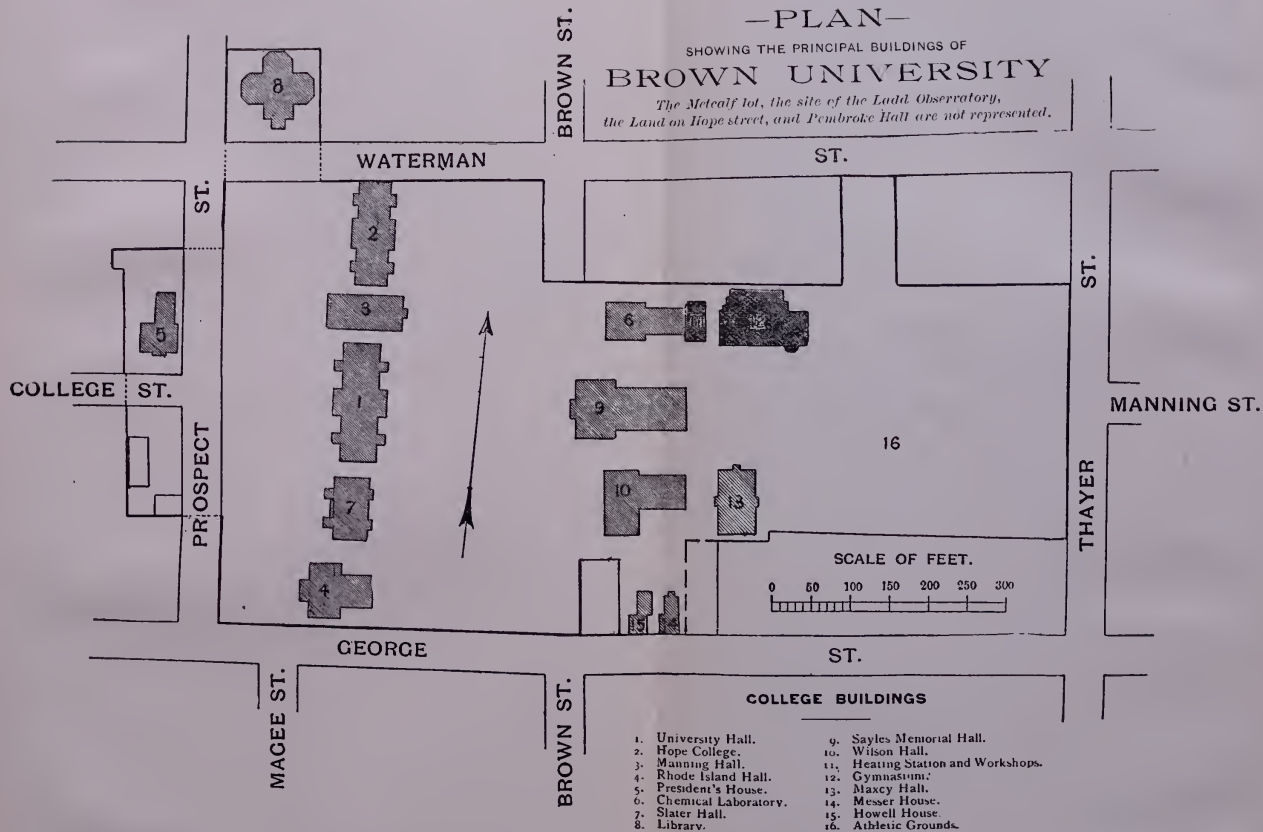 —PLAN—
SHOWING THE PRINCIPAL BUILDINGS OF
BROWN UNIVERSITY
The Metcalf lot, the site of the Ladd Observatory,
the Land on Hope street, and Pembroke Hall are not represented.
BROWN ST.
WATERMAN ST.
PROSPECT ST.
COLLEGE ST.
MANNING ST.
THAYER ST.
GEORGE ST.
MAGEE ST.
BROWN ST.
8
2
3
5
1
7
4
6
11
12
9
10
13
16
15
14
SCALE OF FEET.
0 50 100 150 200 250 300
COLLEGE BUILDINGS
1. University Hall.
2. Hope College.
3. Manning Hall.
4. Rhode Island Hall.
5. President's House.
6. Chemical Laboratory.
7. Slater Hall.
8. Library.
9. Sayles Memorial Hall.
10. Wilson Hall.
11. Heating Station and Workshops.
12. Gymnasium.
13. Maxcy Hall.
14. Messer House.
15. Howell House.
16. Athletic Grounds.